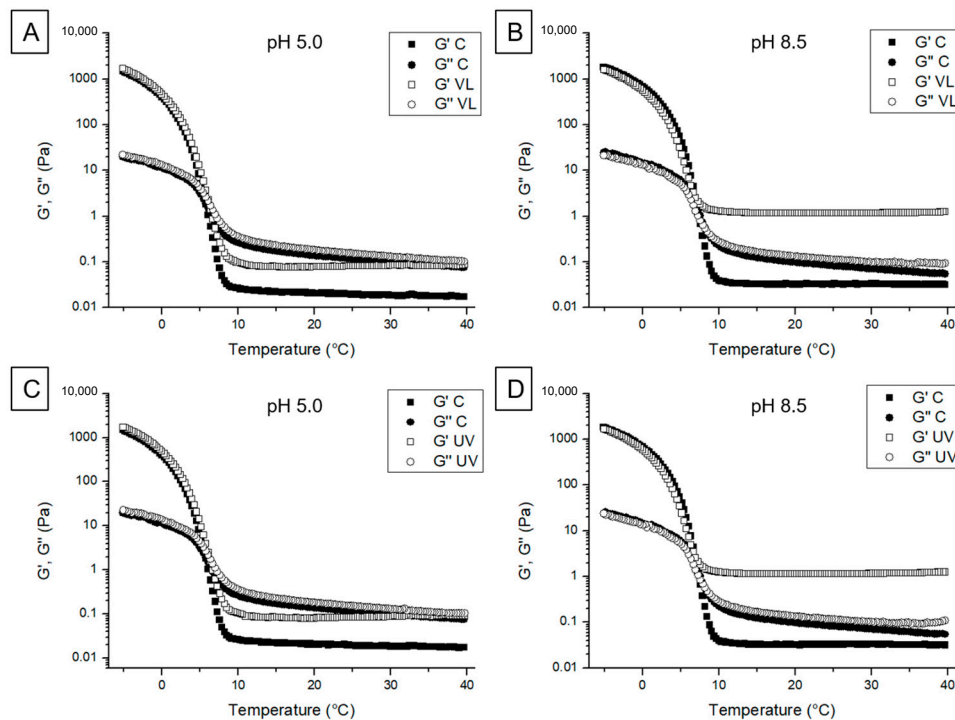 A
pH 5.0
G' C
G'' C
G' VL
G'' VL
10,000
1000
100
10
1
0.1
0.01
G', G'' (Pa)
0
10
20
30
40
Temperature (°C)
B
pH 8.5
G' C
G'' C
G' VL
G'' VL
10,000
1000
100
10
1
0.1
0.01
G', G'' (Pa)
0
10
20
30
40
Temperature (°C)
C
pH 5.0
G' C
G'' C
G' UV
G'' UV
10,000
1000
100
10
1
0.1
0.01
G', G'' (Pa)
0
10
20
30
40
Temperature (°C)
D
pH 8.5
G' C
G'' C
G' UV
G'' UV
10,000
1000
100
10
1
0.1
0.01
G', G'' (Pa)
0
10
20
30
40
Temperature (°C)